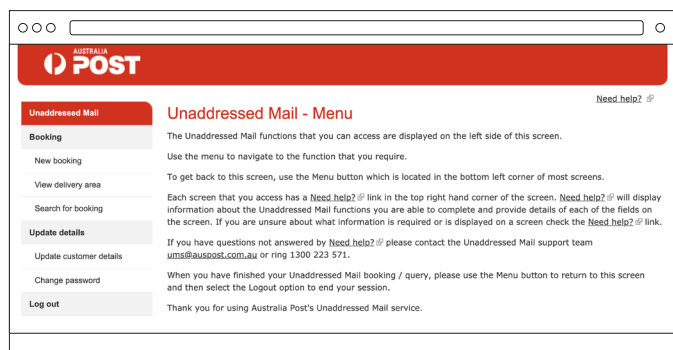 AUSTRALIA
POST
Need help?
Unaddressed Mail
Booking
New booking
View delivery area
Search for booking
Update details
Update customer details
Change password
Log out
Unaddressed Mail - Menu
The Unaddressed Mail functions that you can access are displayed on the left side of this screen.
Use the menu to navigate to the function that you require.
To get back to this screen, use the Menu button which is located in the bottom left corner of most screens.
Each screen that you access has a Need help? link in the top right hand corner of the screen. Need help? will display
information about the Unaddressed Mail functions you are able to complete and provide details of each of the fields on
the screen. If you are unsure about what information is required or is displayed on a screen check the Need help? link.
If you have questions not answered by Need help? please contact the Unaddressed Mail support team
ums@auspost.com.au or ring 1300 223 571.
When you have finished your Unaddressed Mail booking / query, please use the Menu button to return to this screen
and then select the Logout option to end your session.
Thank you for using Australia Post's Unaddressed Mail service.